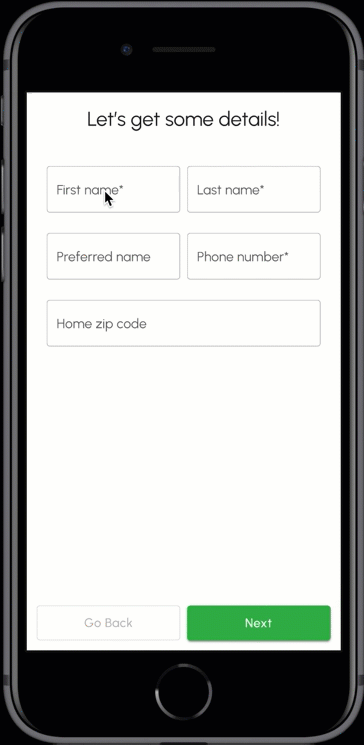 Let's get some details!
First name* Last name*
Preferred name Phone number*
Home zip code
Go Back Next